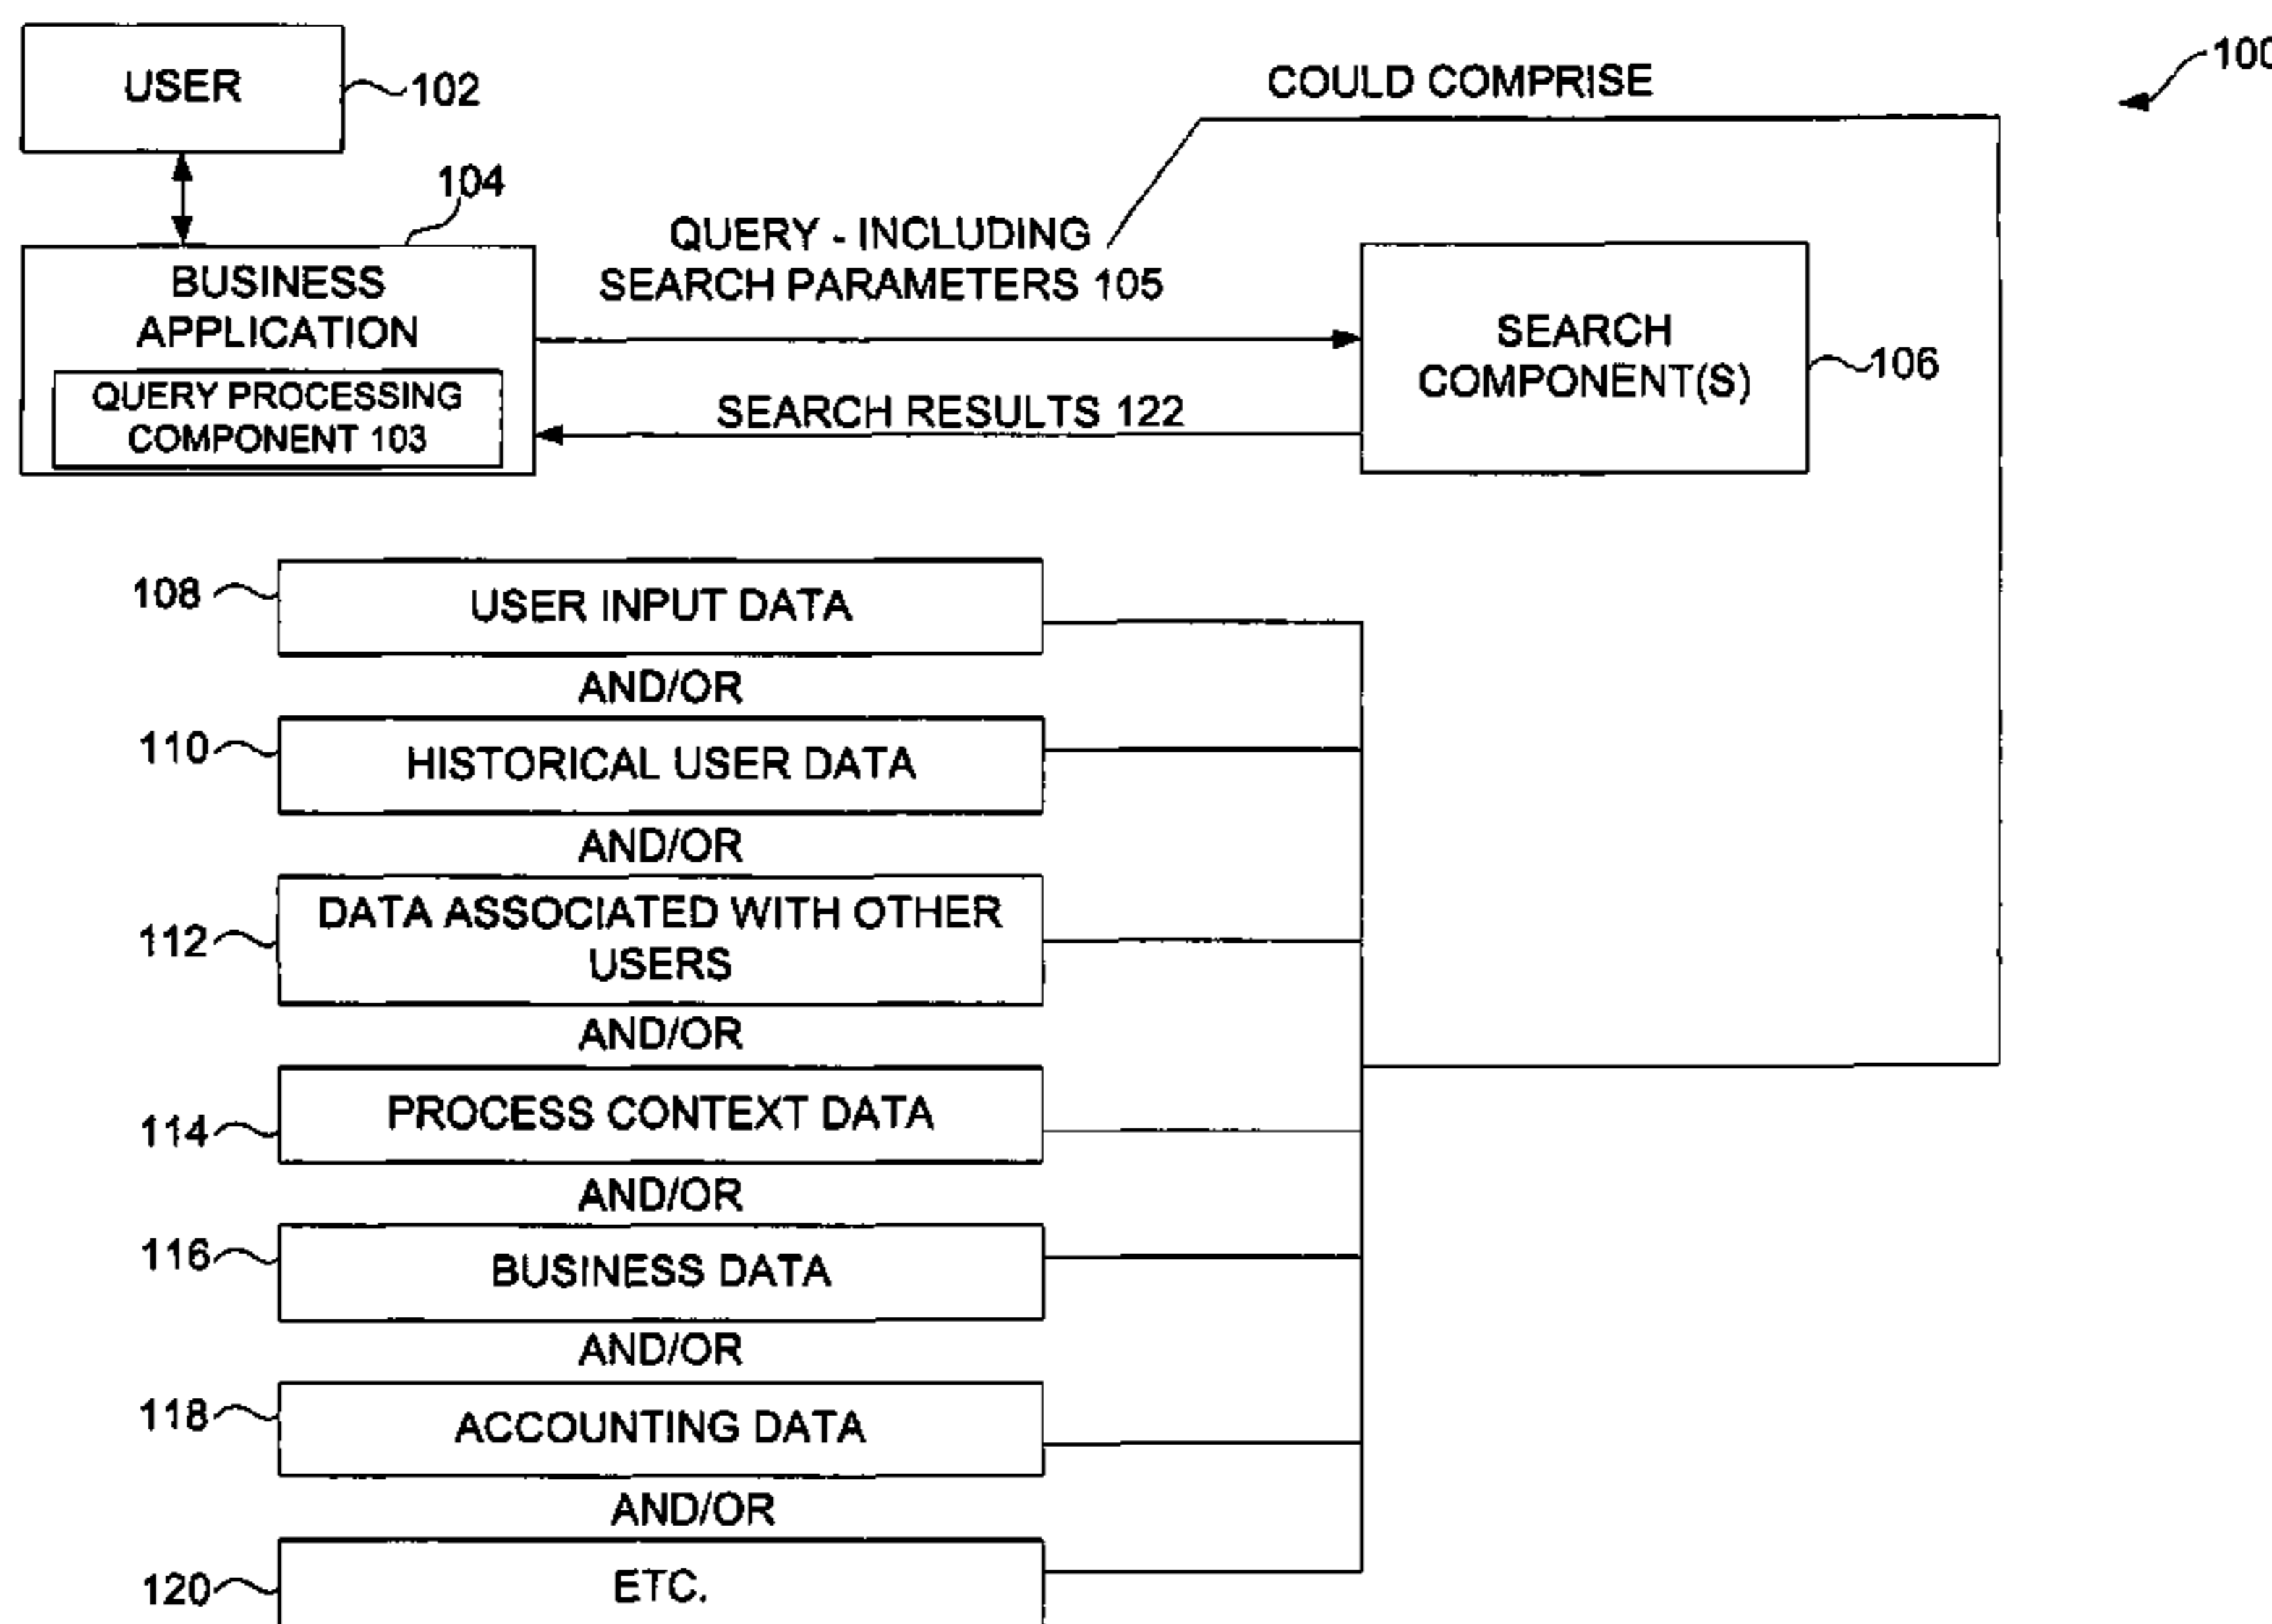 USER
102
COULD COMPRISE
100
104
BUSINESS
APPLICATION
QUERY PROCESSING
COMPONENT 103
QUERY - INCLUDING
SEARCH PARAMETERS 105
SEARCH RESULTS 122
SEARCH
COMPONENT(S)
106
108
USER INPUT DATA
AND/OR
110
HISTORICAL USER DATA
AND/OR
112
DATA ASSOCIATED WITH OTHER
USERS
AND/OR
114
PROCESS CONTEXT DATA
AND/OR
116
BUSINESS DATA
AND/OR
118
ACCOUNTING DATA
AND/OR
120
ETC.